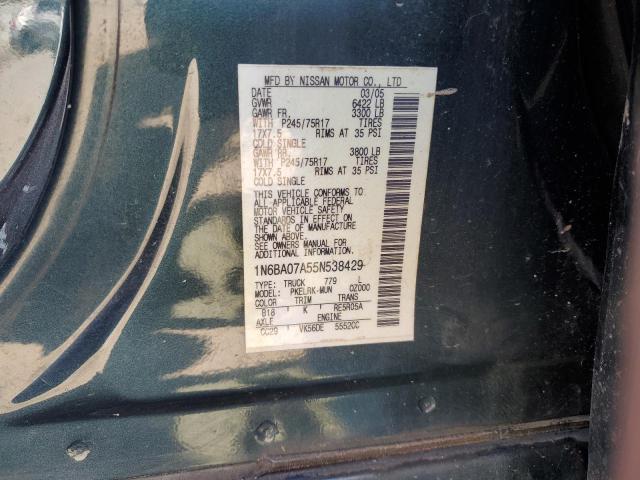 MFD BY NISSAN MOTOR CO., LTD
DATE 03/05
GVWR 6422 LB
GAWR FR. 3300 LB
WITH P245/75R17 TIRES
17X7.5 RIMS AT 35 PSI
COLD SINGLE
GAWR RR. 3800 LB
WITH P245/75R17 TIRES
17X7.5 RIMS AT 35 PSI
COLD SINGLE
THIS VEHICLE CONFORMS TO
ALL APPLICABLE FEDERAL
MOTOR VEHICLE SAFETY
STANDARDS IN EFFECT ON
THE DATE OF MANUFACTURE
SHOWN ABOVE.
SEE OWNERS MANUAL FOR
ADDITIONAL INFORMATION.
1N6BA07A55N538429
TYPE: TRUCK 779 L
MODEL: PKELRK-MUN 0Z000
COLOR TRIM TRANS
B18 K RE5R05A
AXLE ENGINE
CC29 VK56DE 5552CC